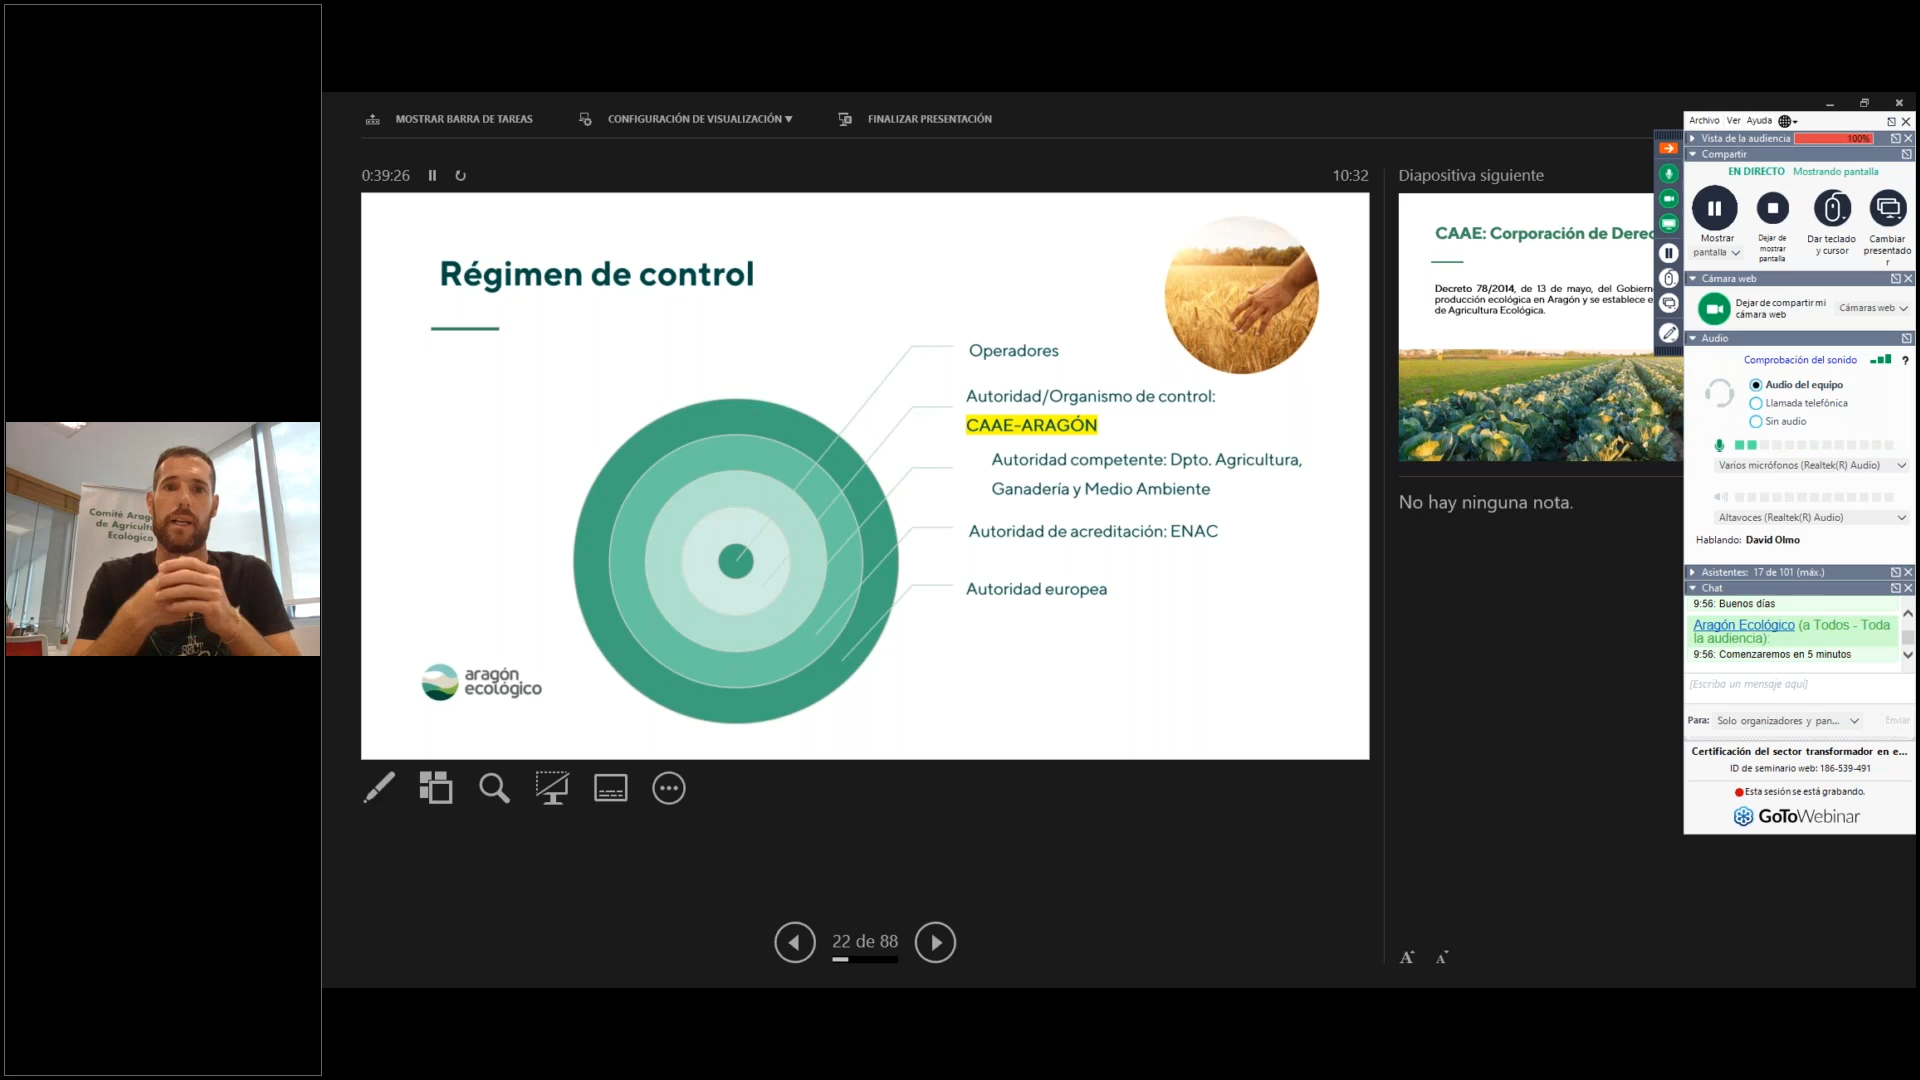 Comité Arag
de Agricultu
Ecológica
MOSTRAR BARRA DE TAREAS
CONFIGURACIÓN DE VISUALIZACIÓN ▼
FINALIZAR PRESENTACIÓN
0:39:26
10:32
Régimen de control
Operadores
Autoridad/Organismo de control:
CAAE-ARAGÓN
Autoridad competente: Dpto. Agricultura,
Ganadería y Medio Ambiente
Autoridad de acreditación: ENAC
Autoridad europea
aragón
ecológico
22 de 88
Diapositiva siguiente
CAAE: Corporación de Derec
Decreto 78/2014, de 13 de mayo, del Gobiern
producción ecológica en Aragón y se establece e
de Agricultura Ecológica.
No hay ninguna nota.
A A
Archivo Ver Ayuda
Vista de la audiencia 100%
Compartir
EN DIRECTO Mostrando pantalla
Mostrar
pantalla
Dejar de
mostrar
pantalla
Dar teclado
y cursor
Cambiar
presentado
r
Cámara web
Dejar de compartir mi
cámara web
Cámaras web
Audio
Comprobación del sonido ?
Audio del equipo
Llamada telefónica
Sin audio
Varios micrófonos (Realtek(R) Audio)
Altavoces (Realtek(R) Audio)
Hablando: David Olmo
Asistentes: 17 de 101 (máx.)
Chat
9:56: Buenos días
Aragón Ecológico (a Todos - Toda
la audiencia):
9:56: Comenzaremos en 5 minutos
[Escriba un mensaje aquí]
Para: Solo organizadores y pan... Enviar
Certificación del sector transformador en e...
ID de seminario web: 186-539-491
Esta sesión se está grabando.
GoToWebinar